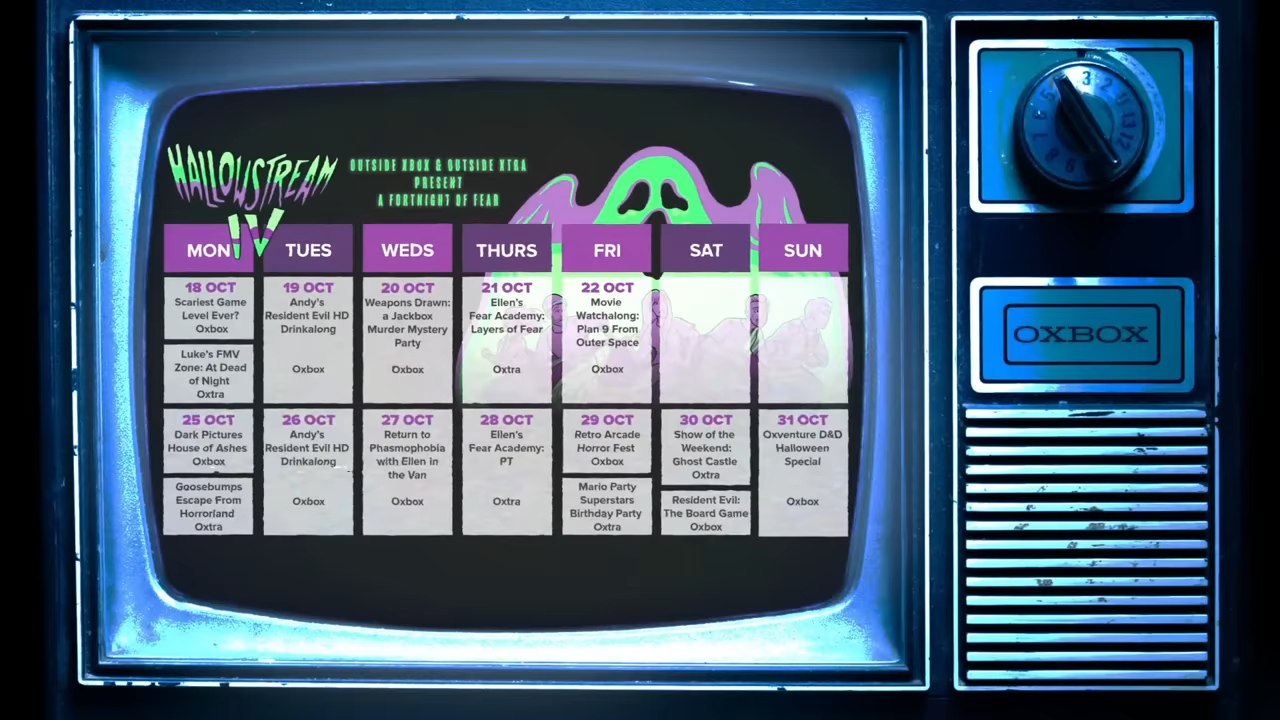 HALLOWSTREAM
IV
OUTSIDE XBOX & OUTSIDE XTRA
PRESENT
A FORTNIGHT OF FEAR
MON TUES WEDS THURS FRI SAT SUN
18 OCT
Scariest Game
Level Ever?
Oxbox
Luke's FMV
Zone: At Dead
of Night
Oxtra
19 OCT
Andy's
Resident Evil HD
Drinkalong
Oxbox
20 OCT
Weapons Drawn:
a Jackbox
Murder Mystery
Party
Oxbox
21 OCT
Ellen's
Fear Academy:
Layers of Fear
Oxtra
22 OCT
Movie
Watchalong:
Plan 9 From
Outer Space
Oxbox
25 OCT
Dark Pictures
House of Ashes
Oxbox
Goosebumps
Escape From
Horrorland
Oxtra
26 OCT
Andy's
Resident Evil HD
Drinkalong
Oxbox
27 OCT
Return to
Phasmophobia
with Ellen in
the Van
Oxbox
28 OCT
Ellen's
Fear Academy:
PT
Oxtra
29 OCT
Retro Arcade
Horror Fest
Oxbox
Mario Party
Superstars
Birthday Party
Oxtra
30 OCT
Show of the
Weekend:
Ghost Castle
Oxtra
Resident Evil:
The Board Game
Oxbox
31 OCT
Oxventure D&D
Halloween
Special
Oxbox
OXBOX